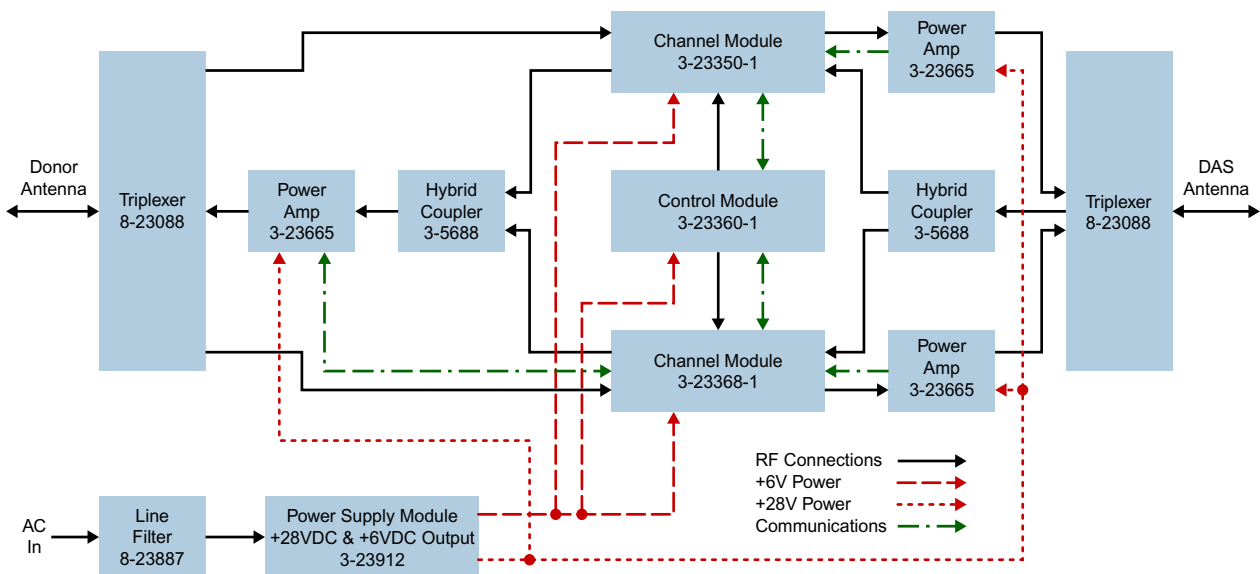 Channel Module
3-23350-1
Power
Amp
3-23665
Donor
Antenna
Triplexer
8-23088
Power
Amp
3-23665
Hybrid
Coupler
3-5688
Control Module
3-23360-1
Hybrid
Coupler
3-5688
Triplexer
8-23088
DAS
Antenna
Channel Module
3-23368-1
Power
Amp
3-23665
RF Connections
+6V Power
+28V Power
Communications
AC
In
Line
Filter
8-23887
Power Supply Module
+28VDC & +6VDC Output
3-23912